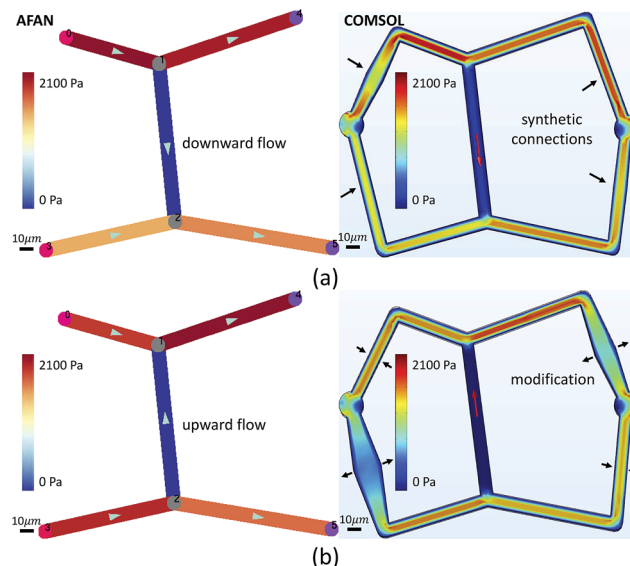 AFAN
COMSOL
0
4
1
2100 Pa
2100 Pa
downward flow
synthetic
connections
0 Pa
0 Pa
2
3
5
10μm
10μm
(a)
0
4
1
2100 Pa
2100 Pa
modification
upward flow
0 Pa
0 Pa
2
3
5
10μm
10μm
(b)